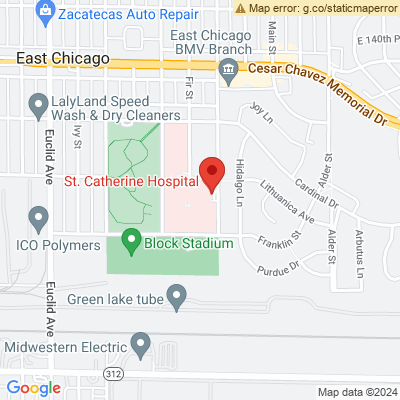 Zacatecas Auto Repair
Map error: g.co/staticmaperror
East Chicago
BMV Branch
Main St
E 140th P
East Chicago
Cesar Chavez Memorial Dr
Fir St
LalyLand Speed
Wash & Dry Cleaners
Joy Ln
Euclid Ave
Ivy St
St. Catherine Hospital
Hidalgo Ln
Lithuanica Ave
Cardinal Dr
Alder St
ICO Polymers
Block Stadium
Franklin St
Purdue Dr
Alder St
Arbutus Ln
Euclid Ave
Green lake tube
Midwestern Electric
312
Google
Map data ©2024